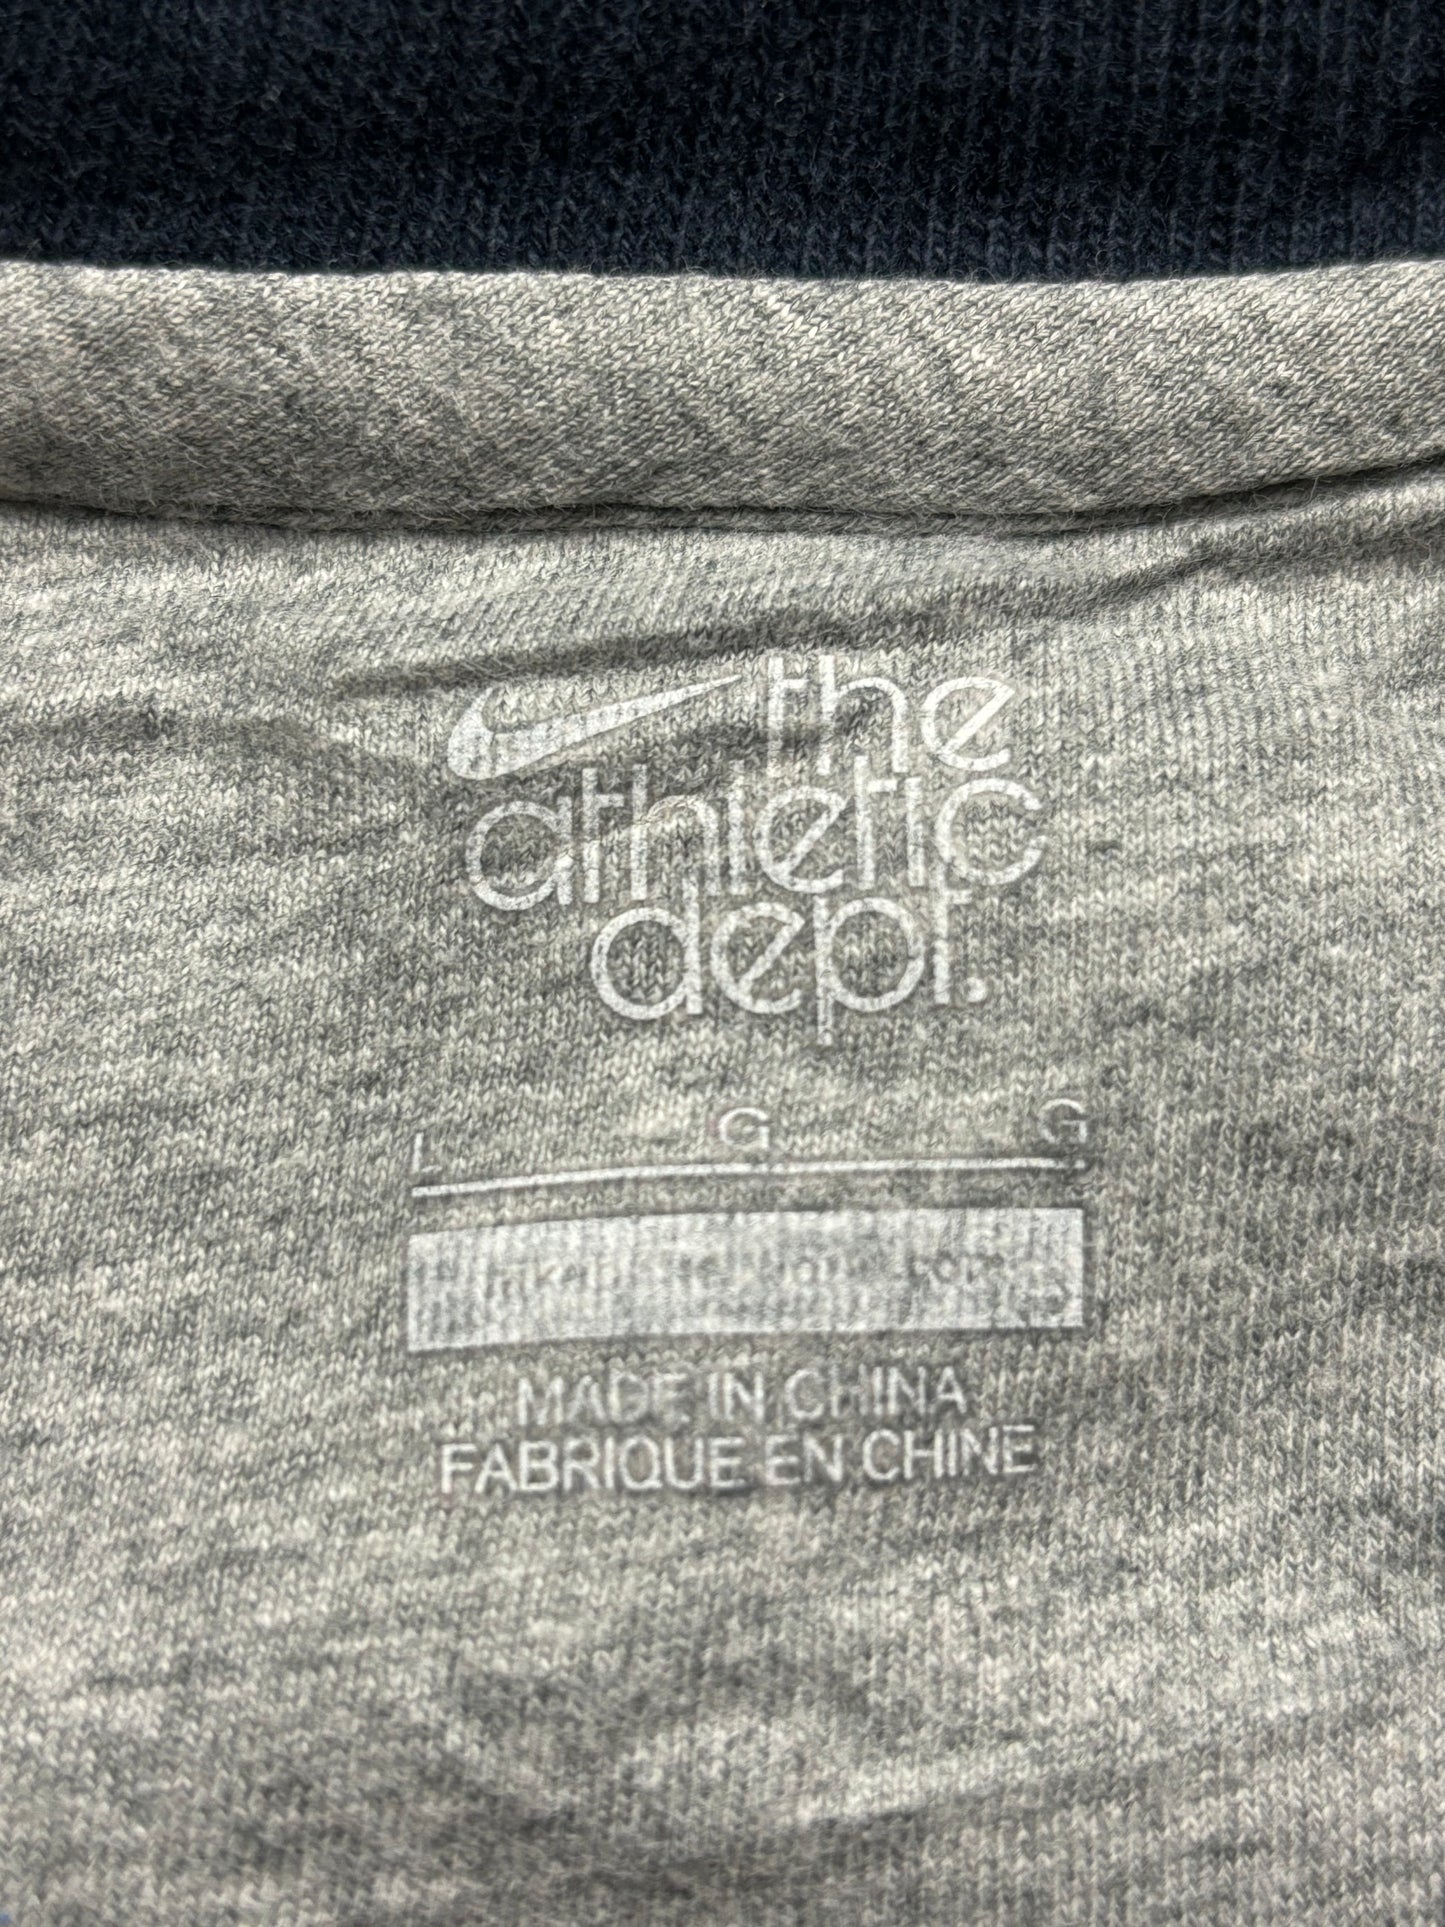 the
athletic
dept.
L G G
MADE IN CHINA
FABRIQUE EN CHINE